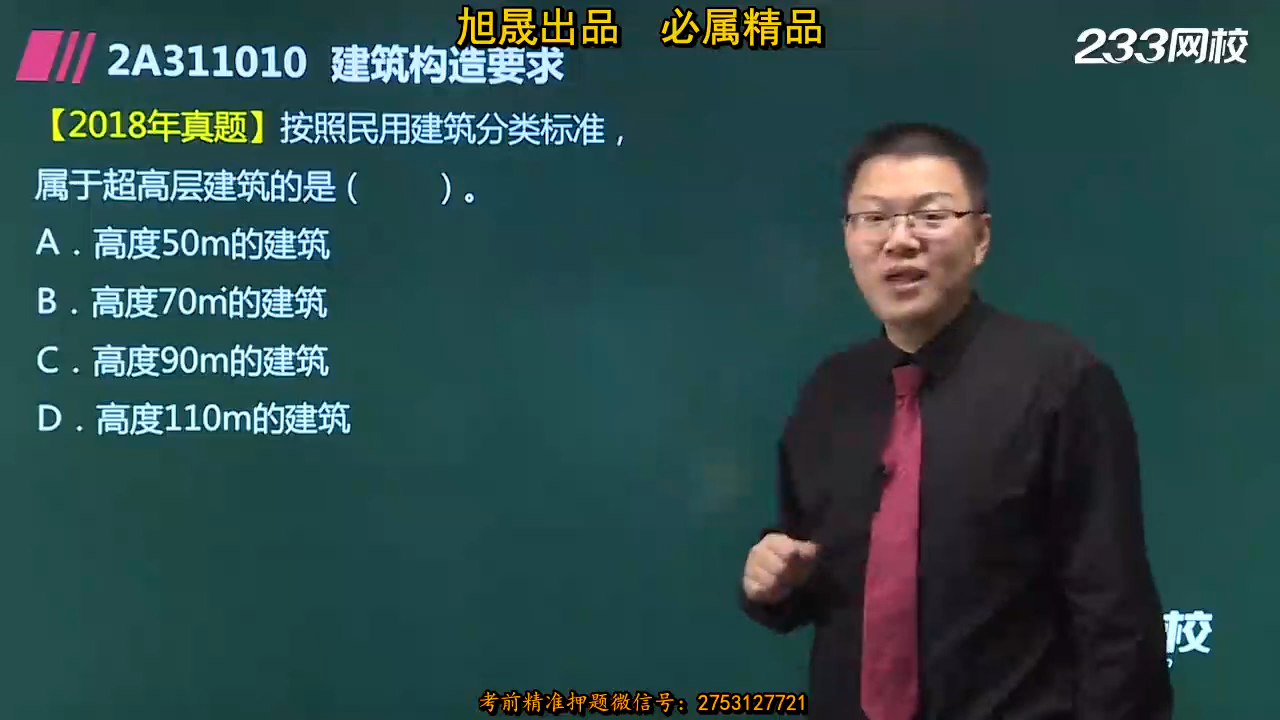 旭晟出品 必属精品
2A311010 建筑构造要求
233网校
【2018年真题】按照民用建筑分类标准，
属于超高层建筑的是（ ）。
A．高度50m的建筑
B．高度70m的建筑
C．高度90m的建筑
D．高度110m的建筑
校
考前精准押题微信号：2753127721